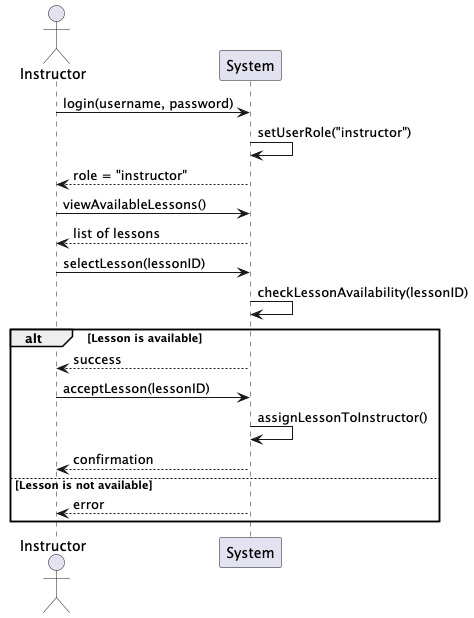 Instructor
System
login(username, password)
setUserRole("instructor")
role = "instructor"
viewAvailableLessons()
list of lessons
selectLesson(lessonID)
checkLessonAvailability(lessonID)
alt [Lesson is available]
success
acceptLesson(lessonID)
assignLessonToInstructor()
confirmation
[Lesson is not available]
error
Instructor
System